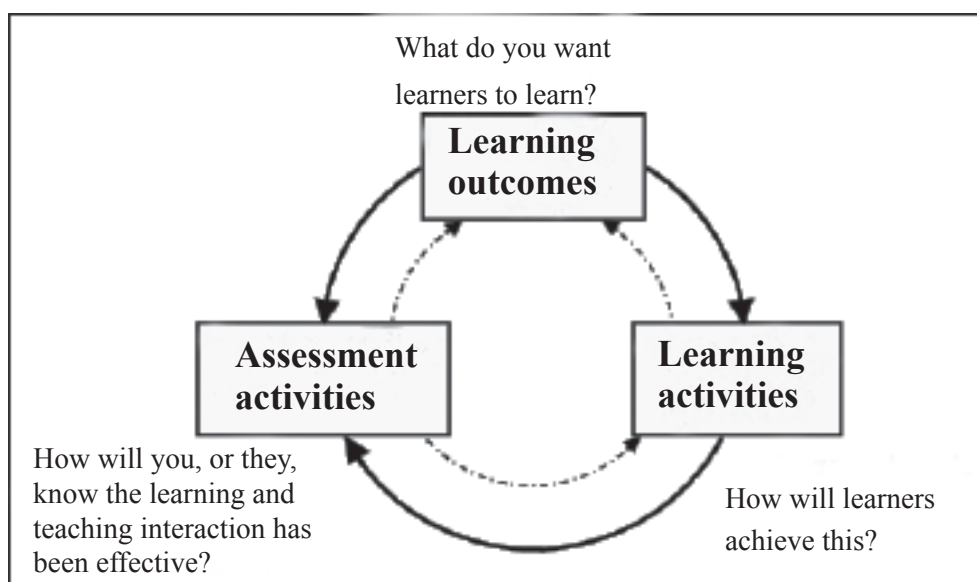 What do you want
learners to learn?
Learning
outcomes
Assessment
activities
Learning
activities
How will you, or they,
know the learning and
teaching interaction has
been effective?
How will learners
achieve this?